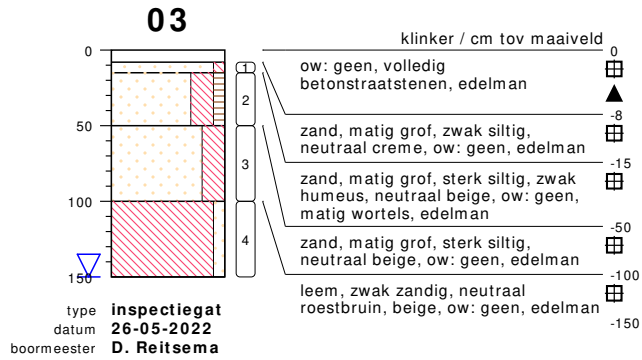 03
klinker / cm tov maaiveld
0
0
ow: geen, volledig
betonstraatstenen, edelman
1
-8
2
zand, matig grof, zwak siltig,
neutraal creme, ow: geen, edelman
50
-15
zand, matig grof, sterk siltig, zwak
humeus, neutraal beige, ow: geen,
matig wortels, edelman
3
100
-50
zand, matig grof, sterk siltig,
neutraal beige, ow: geen, edelman
4
-100
150
leem, zwak zandig, neutraal
roestbruin, beige, ow: geen, edelman
-150
type inspectiegat
datum 26-05-2022
boormeester D. Reitsema